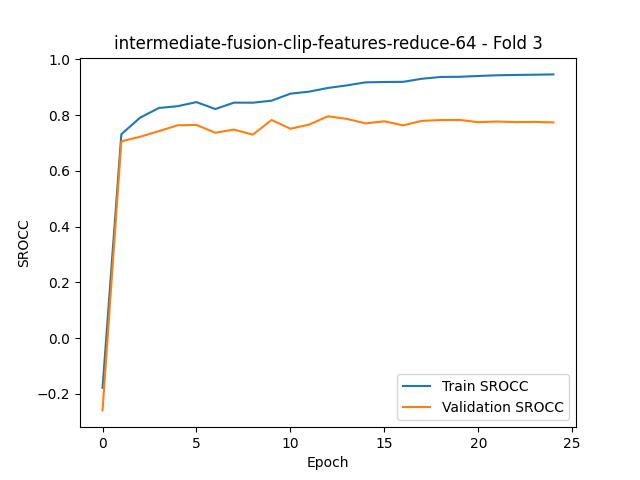 intermediate-fusion-clip-features-reduce-64 - Fold 3
1.0
0.8
0.6
0.4
0.2
0.0
−0.2
SROCC
Train SROCC
Validation SROCC
0 5 10 15 20 25
Epoch